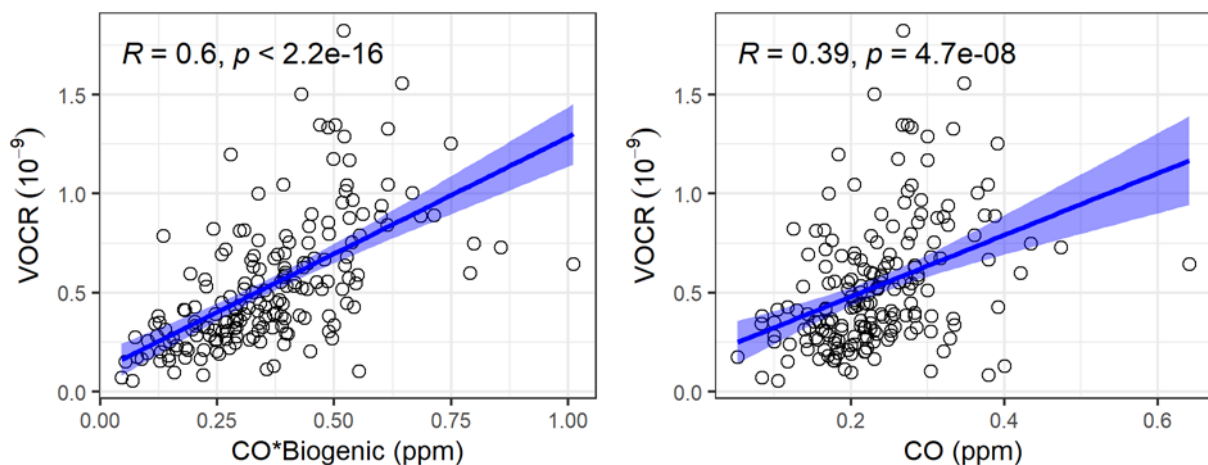 R = 0.6, p < 2.2e-16
VOCR (10⁻⁹)
1.5
1.0
0.5
0.0
0.00 0.25 0.50 0.75 1.00
CO*Biogenic (ppm)
R = 0.39, p = 4.7e-08
VOCR (10⁻⁹)
1.5
1.0
0.5
0.0
0.2 0.4 0.6
CO (ppm)